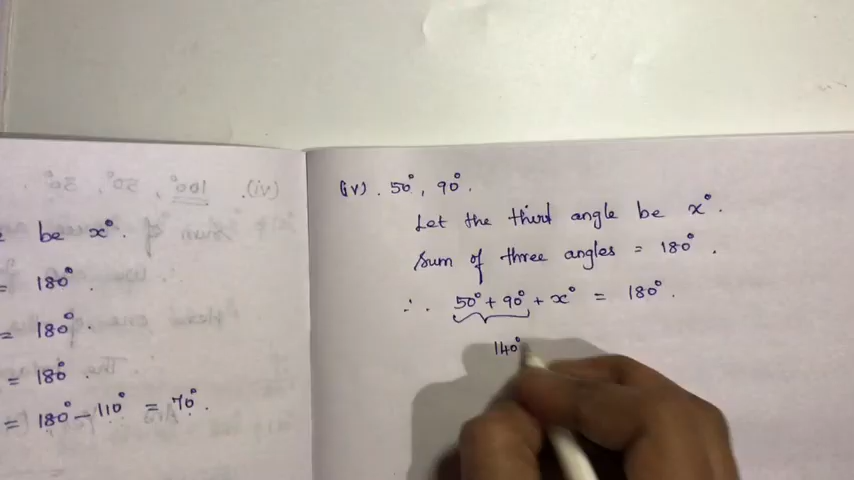 be x°.
= 180°.
= 180°.
= 180°.
= 180° - 110° = 70°.
(iv). 50°, 90°.
Let the third angle be x°.
Sum of three angles = 180°.
∴ 50° + 90° + x° = 180°.
140°